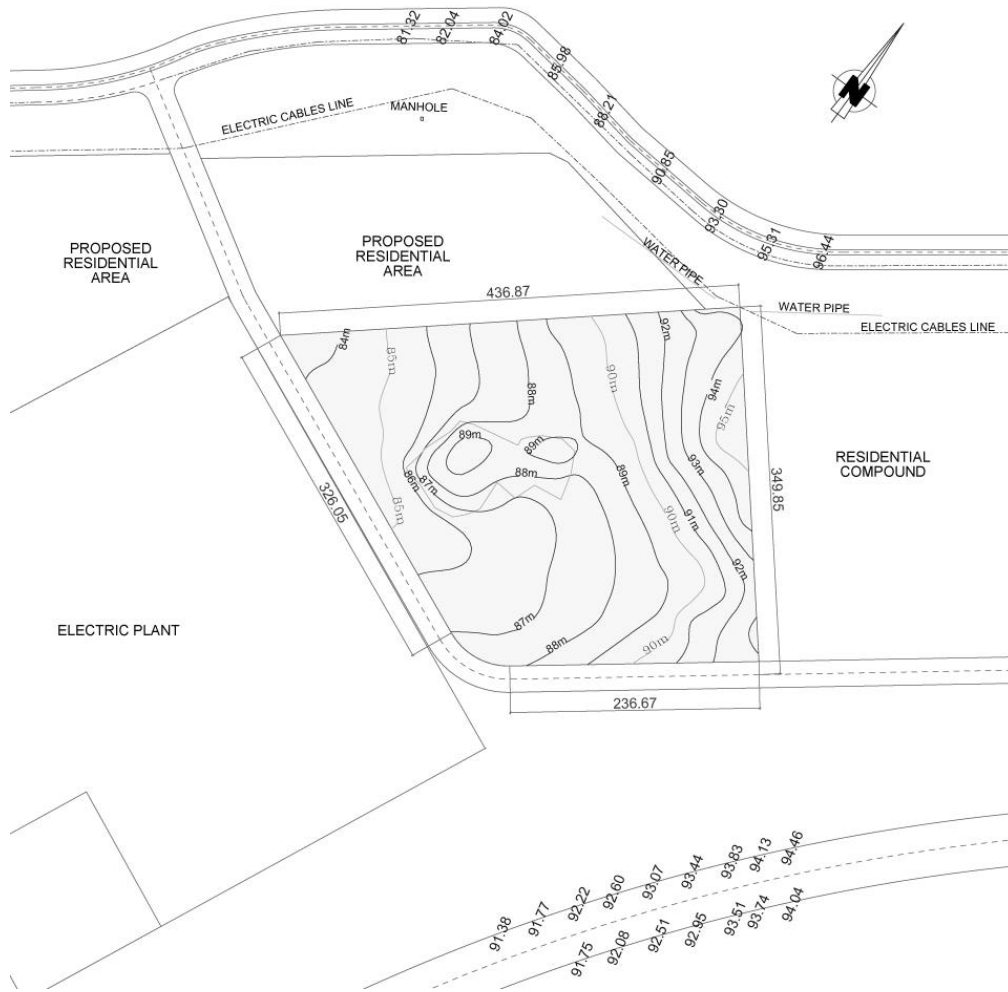 81.32
82.04
84.02
85.98
88.21
90.85
93.30
95.31
96.44
N
ELECTRIC CABLES LINE
MANHOLE
PROPOSED
RESIDENTIAL
AREA
PROPOSED
RESIDENTIAL
AREA
WATER PIPE
WATER PIPE
ELECTRIC CABLES LINE
436.87
84m
85m
88m
90m
92m
94m
95m
89m
89m
86m
87m
88m
89m
93m
85m
90m
91m
92m
326.05
349.85
RESIDENTIAL
COMPOUND
ELECTRIC PLANT
87m
88m
90m
236.67
91.38
91.77
92.22
92.60
93.07
93.44
93.83
94.13
94.46
91.75
92.08
92.51
92.95
93.51
93.74
94.04